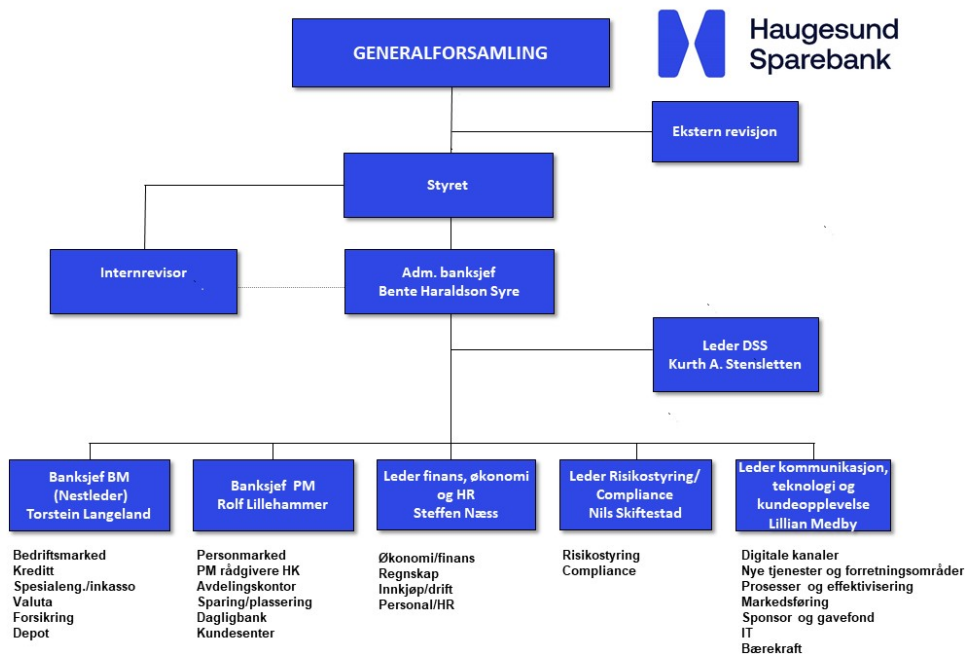 GENERALFORSAMLING
Haugesund
Sparebank
Ekstern revisjon
Styret
Internrevisor
Adm. banksjef
Bente Haraldson Syre
Leder DSS
Kurth A. Stensletten
Banksjef BM
(Nestleder)
Torstein Langeland
Banksjef PM
Rolf Lillehammer
Leder finans, økonomi
og HR
Steffen Næss
Leder Risikostyring/
Compliance
Nils Skiftestad
Leder kommunikasjon,
teknologi og
kundeopplevelse
Lillian Medby
Bedriftsmarked
Kreditt
Spesialeng./inkasso
Valuta
Forsikring
Depot
Personmarked
PM rådgivere HK
Avdelingskontor
Sparing/plassering
Dagligbank
Kundesenter
Økonomi/finans
Regnskap
Innkjøp/drift
Personal/HR
Risikostyring
Compliance
Digitale kanaler
Nye tjenester og forretningsområder
Prosesser og effektivisering
Markedsføring
Sponsor og gavefond
IT
Bærekraft